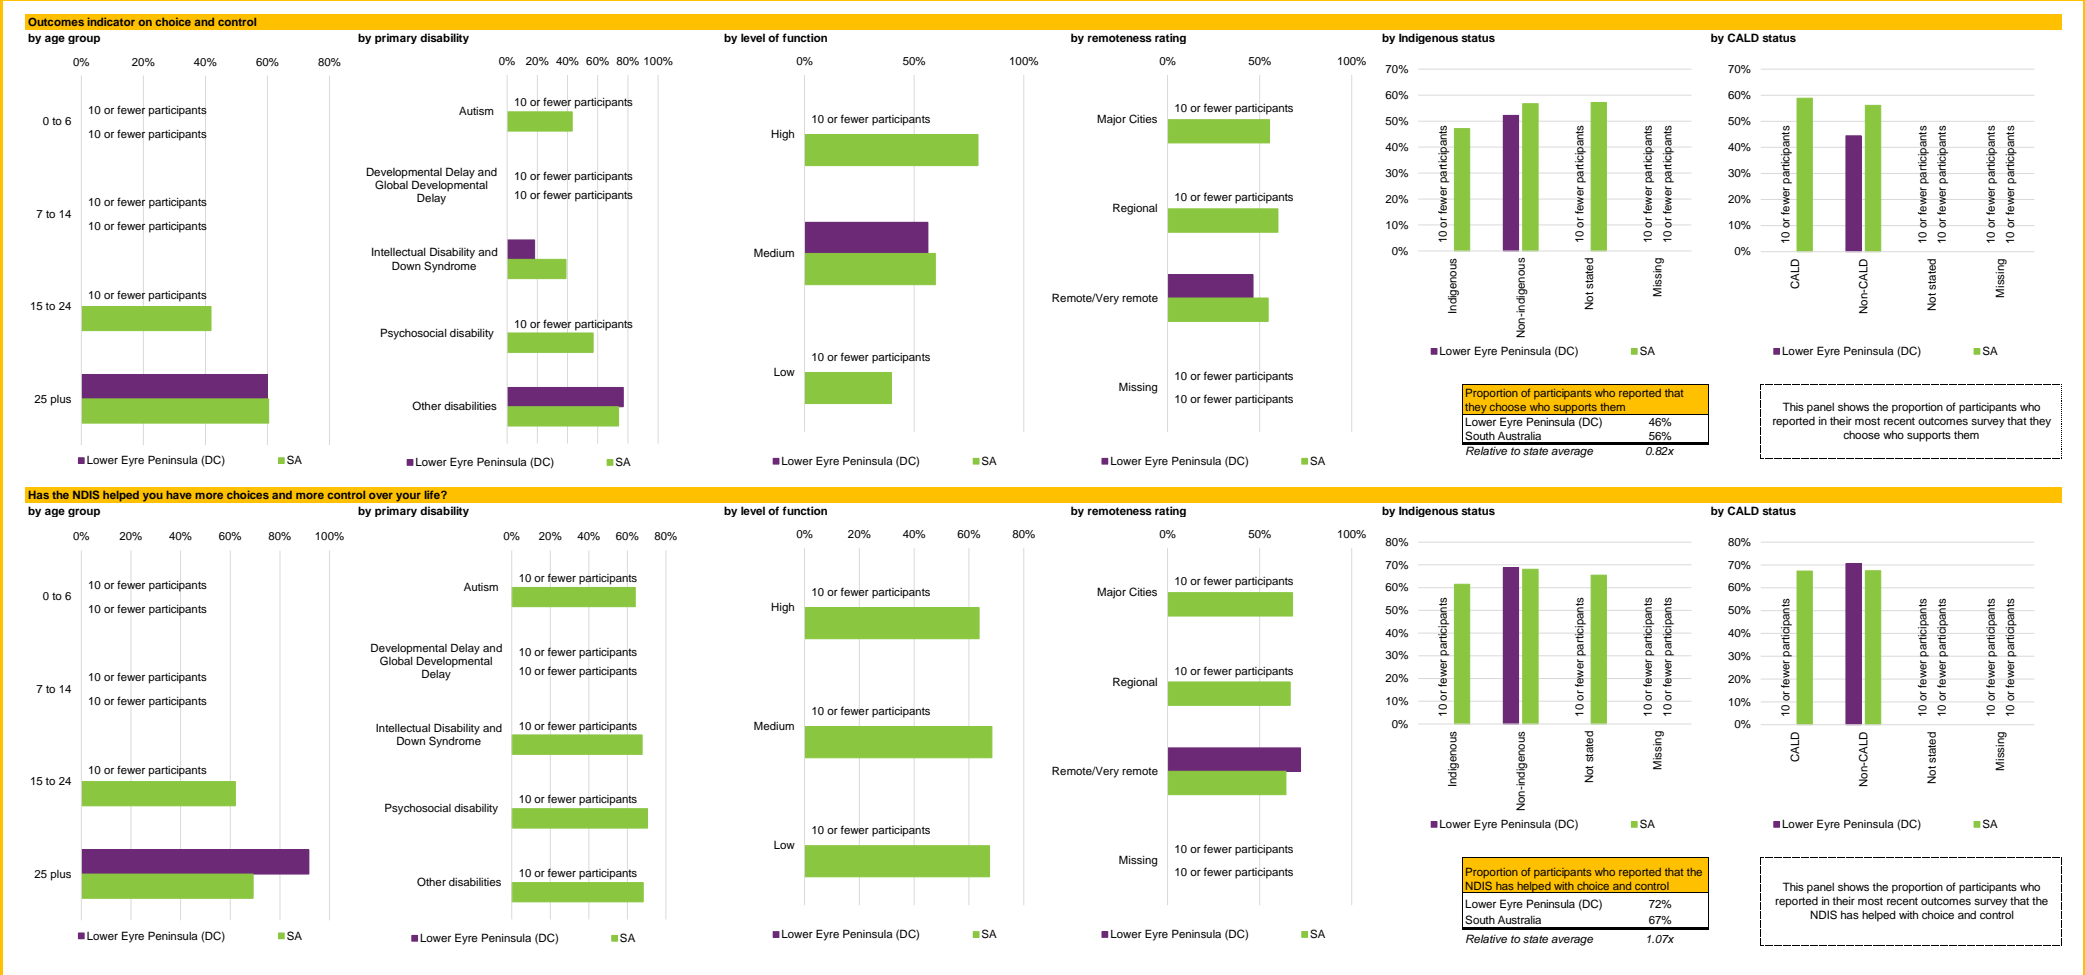 Outcomes indicator on choice and control
by age group
0% 20% 40% 60% 80%
0 to 6
10 or fewer participants
10 or fewer participants
7 to 14
10 or fewer participants
10 or fewer participants
15 to 24
10 or fewer participants
25 plus
Lower Eyre Peninsula (DC) SA
by primary disability
0% 20% 40% 60% 80% 100%
Autism
10 or fewer participants
Developmental Delay and
Global Developmental
Delay
10 or fewer participants
10 or fewer participants
Intellectual Disability and
Down Syndrome
Psychosocial disability
10 or fewer participants
Other disabilities
Lower Eyre Peninsula (DC) SA
by level of function
0% 50% 100%
High
10 or fewer participants
Medium
Low
10 or fewer participants
Lower Eyre Peninsula (DC) SA
by remoteness rating
0% 50% 100%
Major Cities
10 or fewer participants
Regional
10 or fewer participants
Remote/Very remote
Missing
10 or fewer participants
10 or fewer participants
Lower Eyre Peninsula (DC) SA
by Indigenous status
70%
60%
50%
40%
30%
20%
10%
0%
10 or fewer participants
10 or fewer participants
10 or fewer participants
10 or fewer participants
Indigenous
Non-indigenous
Not stated
Missing
Lower Eyre Peninsula (DC) SA
by CALD status
70%
60%
50%
40%
30%
20%
10%
0%
10 or fewer participants
10 or fewer participants
10 or fewer participants
10 or fewer participants
10 or fewer participants
CALD
Non-CALD
Not stated
Missing
Lower Eyre Peninsula (DC) SA
Proportion of participants who reported that
they choose who supports them
Lower Eyre Peninsula (DC) 46%
South Australia 56%
Relative to state average 0.82x
This panel shows the proportion of participants who
reported in their most recent outcomes survey that they
choose who supports them
Has the NDIS helped you have more choices and more control over your life?
by age group
0% 20% 40% 60% 80% 100%
0 to 6
10 or fewer participants
10 or fewer participants
7 to 14
10 or fewer participants
10 or fewer participants
15 to 24
10 or fewer participants
25 plus
Lower Eyre Peninsula (DC) SA
by primary disability
0% 20% 40% 60% 80%
Autism
10 or fewer participants
Developmental Delay and
Global Developmental
Delay
10 or fewer participants
10 or fewer participants
Intellectual Disability and
Down Syndrome
10 or fewer participants
Psychosocial disability
10 or fewer participants
Other disabilities
10 or fewer participants
Lower Eyre Peninsula (DC) SA
by level of function
0% 20% 40% 60% 80%
High
10 or fewer participants
Medium
10 or fewer participants
Low
10 or fewer participants
Lower Eyre Peninsula (DC) SA
by remoteness rating
0% 50% 100%
Major Cities
10 or fewer participants
Regional
10 or fewer participants
Remote/Very remote
Missing
10 or fewer participants
10 or fewer participants
Lower Eyre Peninsula (DC) SA
by Indigenous status
80%
70%
60%
50%
40%
30%
20%
10%
0%
10 or fewer participants
10 or fewer participants
10 or fewer participants
10 or fewer participants
Indigenous
Non-indigenous
Not stated
Missing
Lower Eyre Peninsula (DC) SA
by CALD status
80%
70%
60%
50%
40%
30%
20%
10%
0%
10 or fewer participants
10 or fewer participants
10 or fewer participants
10 or fewer participants
10 or fewer participants
CALD
Non-CALD
Not stated
Missing
Lower Eyre Peninsula (DC) SA
Proportion of participants who reported that the
NDIS has helped with choice and control
Lower Eyre Peninsula (DC) 72%
South Australia 67%
Relative to state average 1.07x
This panel shows the proportion of participants who
reported in their most recent outcomes survey that the
NDIS has helped with choice and control